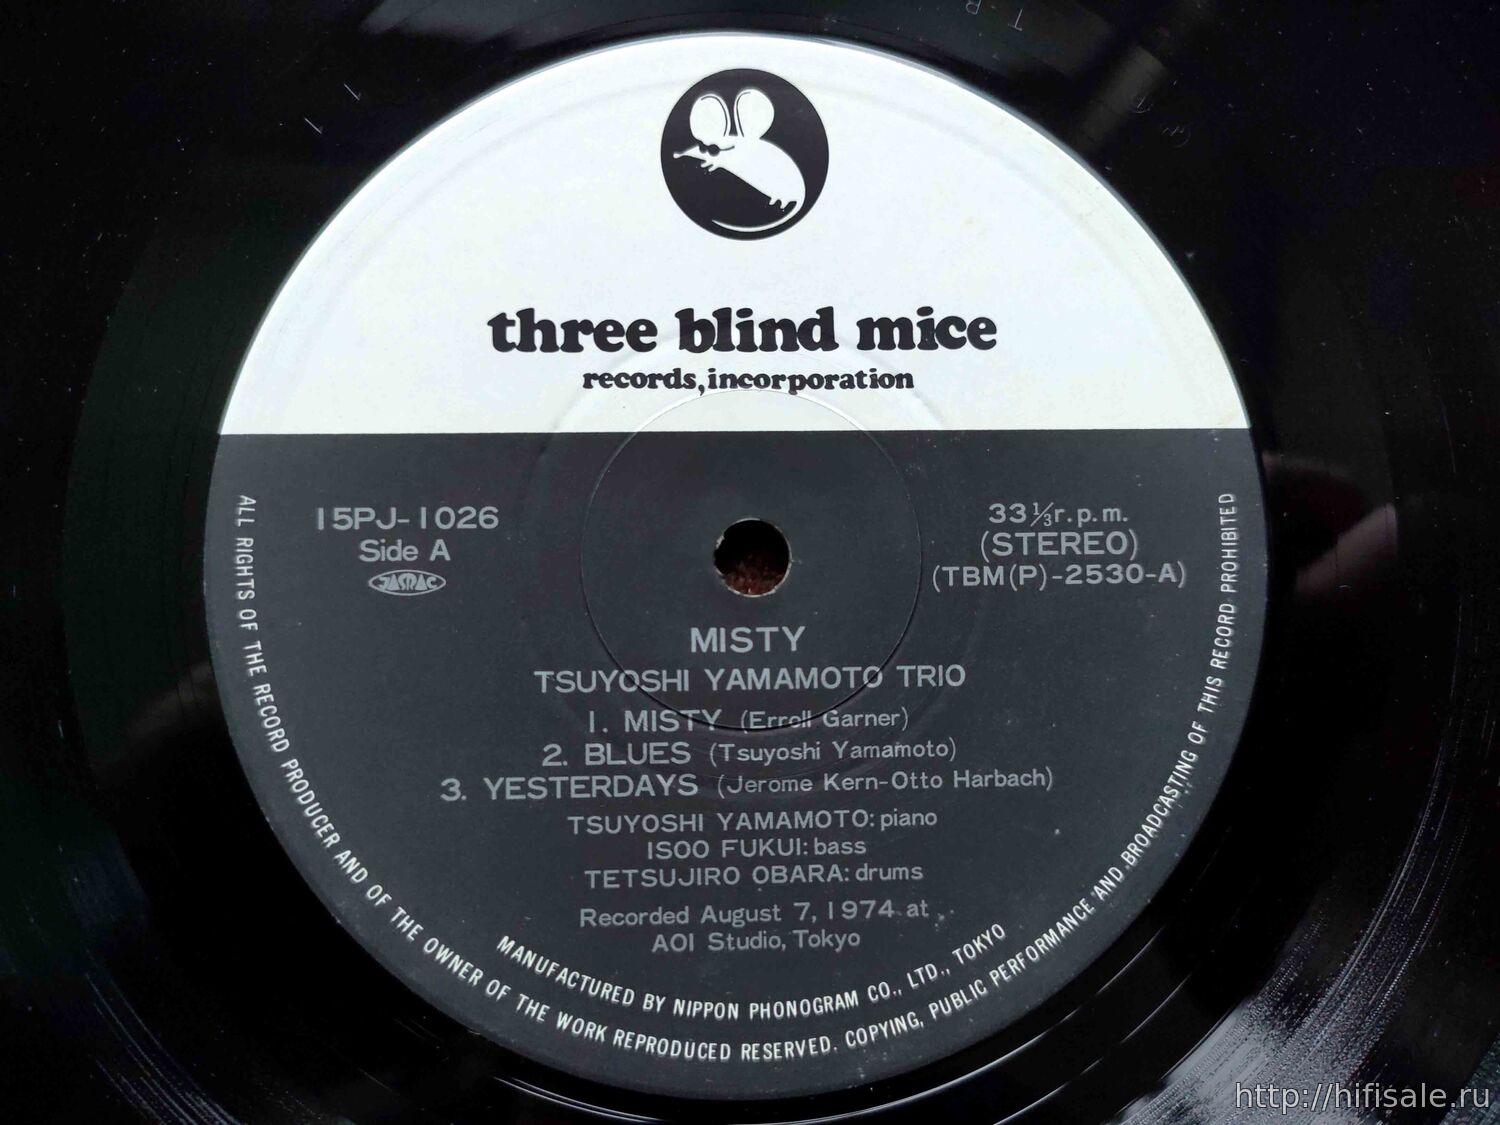 three blind mice
records, incorporation
15PJ-1026
Side A
JASRAC
33⅓r.p.m.
(STEREO)
(TBM(P)-2530-A)
MISTY
TSUYOSHI YAMAMOTO TRIO
1. MISTY (Erroll Garner)
2. BLUES (Tsuyoshi Yamamoto)
3. YESTERDAYS (Jerome Kern-Otto Harbach)
TSUYOSHI YAMAMOTO: piano
ISOO FUKUI: bass
TETSUJIRO OBARA: drums
Recorded August 7, 1974 at
AOI Studio, Tokyo
MANUFACTURED BY NIPPON PHONOGRAM CO., LTD., TOKYO
ALL RIGHTS OF THE RECORD PRODUCER AND OF THE OWNER OF THE WORK REPRODUCED RESERVED. COPYING, PUBLIC PERFORMANCE AND BROADCASTING OF THIS RECORD PROHIBITED
http://hifisale.ru